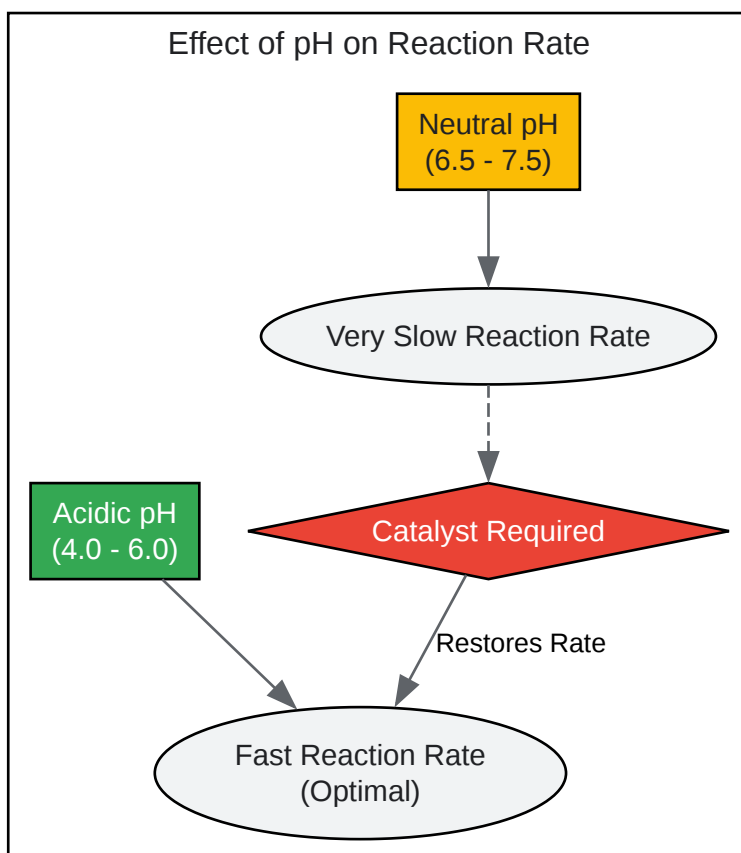 Effect of pH on Reaction Rate
Neutral pH
(6.5 - 7.5)
Very Slow Reaction Rate
Acidic pH
(4.0 - 6.0)
Catalyst Required
Restores Rate
Fast Reaction Rate
(Optimal)